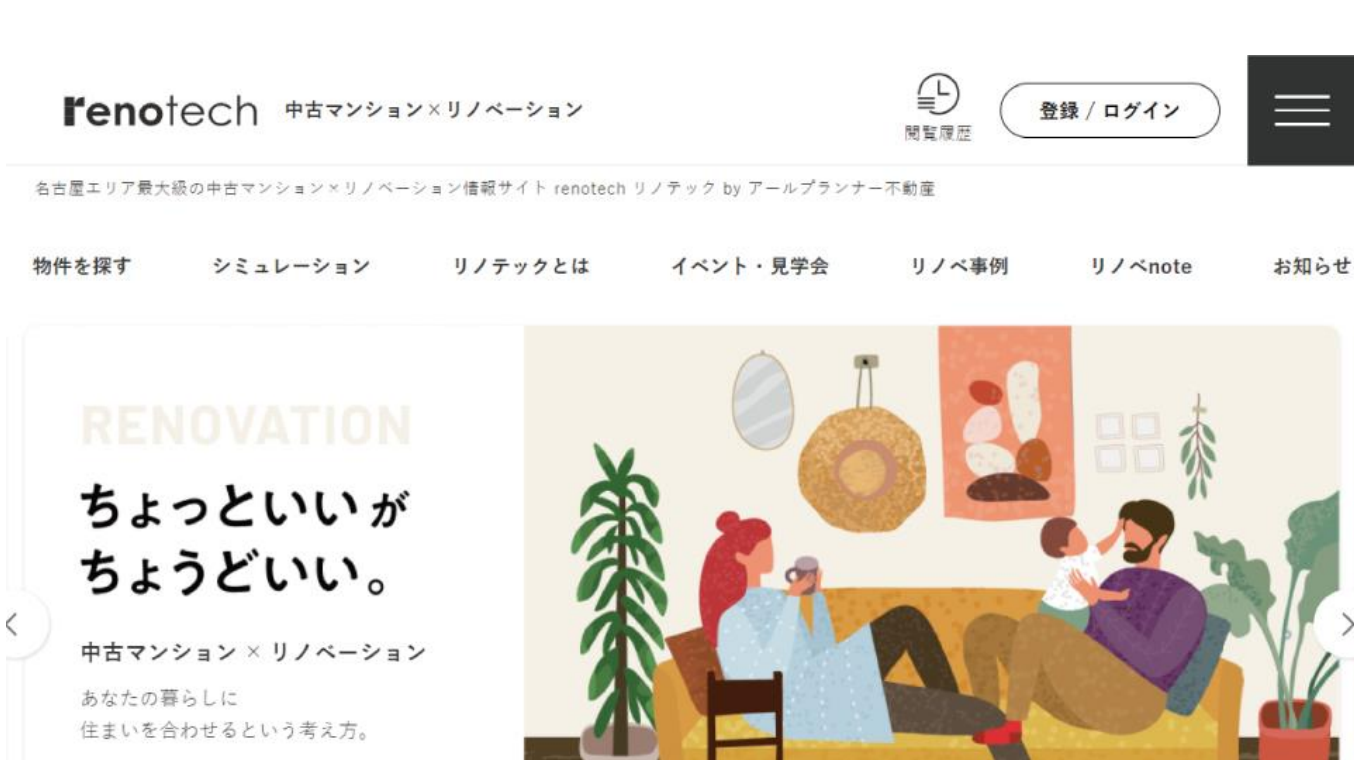 renotech 中古マンション×リノベーション
閲覧履歴
登録 / ログイン
名古屋エリア最大級の中古マンション×リノベーション情報サイト renotech リノテック by アールプランナー不動産
物件を探す シミュレーション リノテックとは イベント・見学会 リノベ事例 リノベnote お知らせ
RENOVATION
ちょっといいが
ちょうどいい。
中古マンション × リノベーション
あなたの暮らしに
住まいを合わせるという考え方。